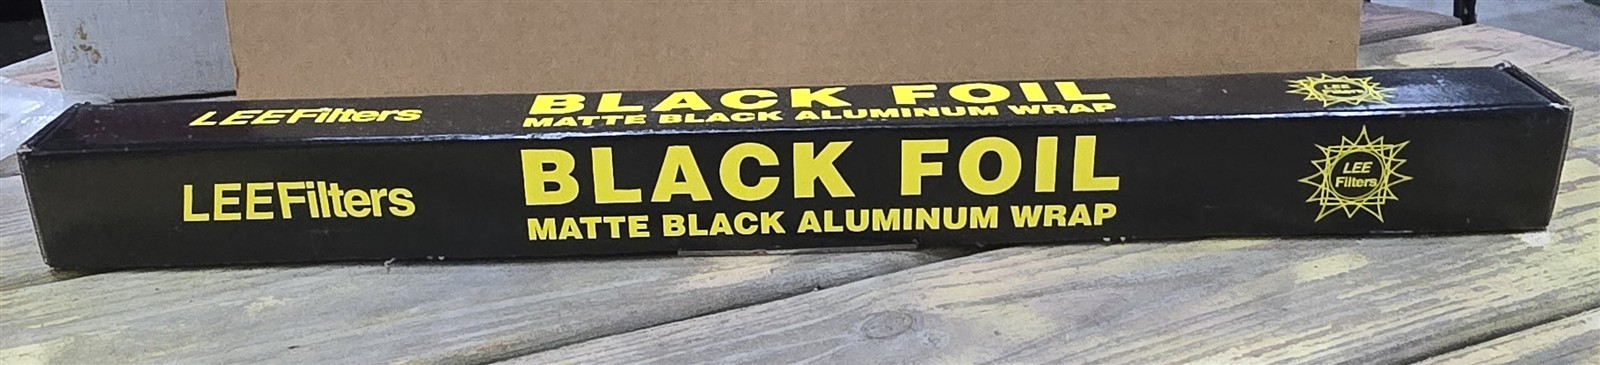 LEEFilters
BLACK FOIL
MATTE BLACK ALUMINUM WRAP
LEE
Filters
LEEFilters
BLACK FOIL
MATTE BLACK ALUMINUM WRAP
LEE
Filters